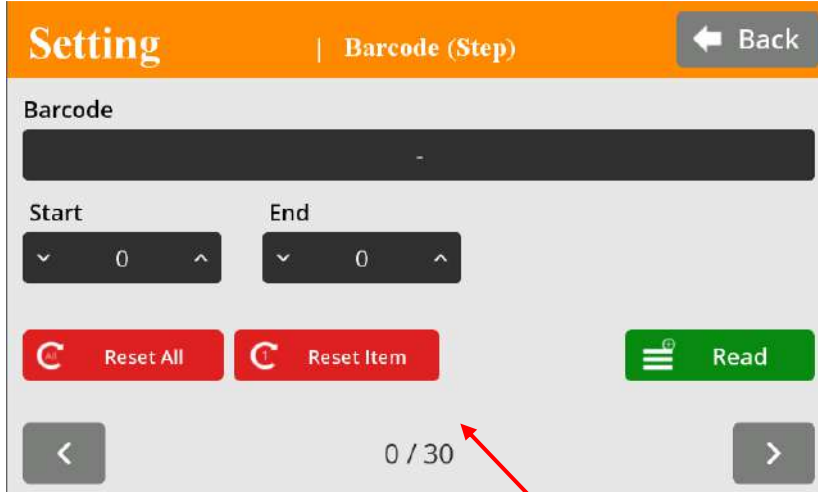 Setting | Barcode (Step) Back
Barcode
-
Start End
0 0
Reset All Reset Item Read
0 / 30